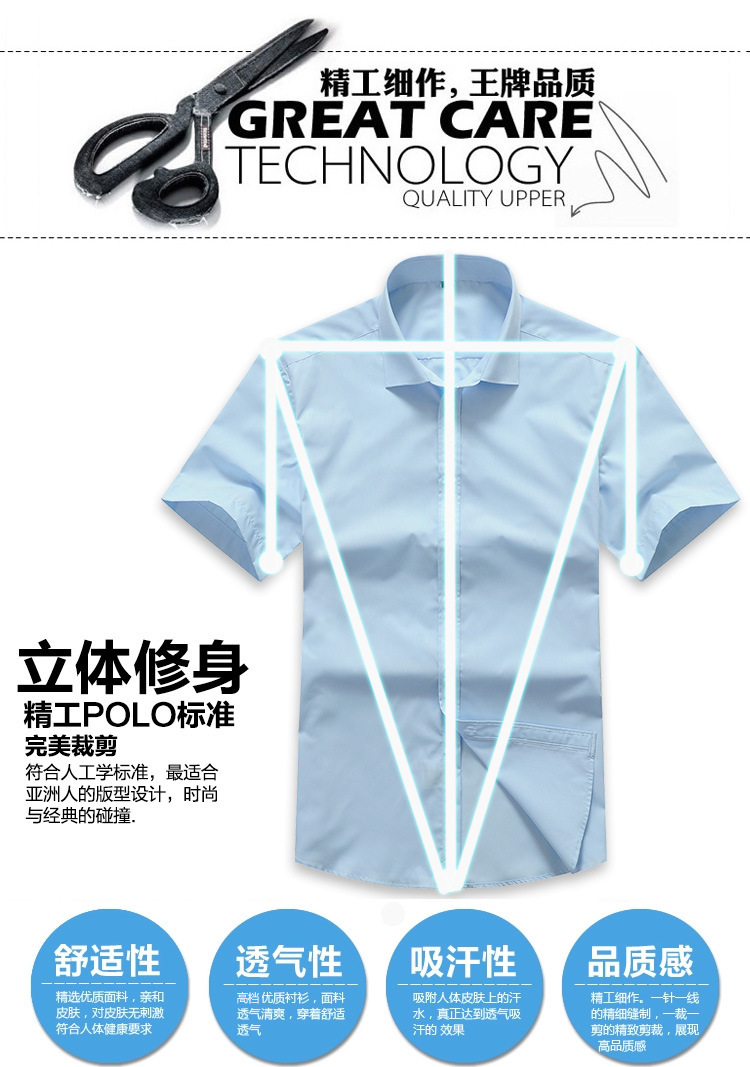 精工细作，王牌品质
GREAT CARE
TECHNOLOGY
QUALITY UPPER
立体修身
精工POLO标准
完美裁剪
符合人工学标准，最适合
亚洲人的版型设计，时尚
与经典的碰撞.
舒适性
精选优质面料，亲和
皮肤，对皮肤无刺激
符合人体健康要求
透气性
高档 优质衬衫，面料
透气清爽，穿着舒适
透气
吸汗性
吸附人体皮肤上的汗
水，真正达到透气吸
汗的 效果
品质感
精工细作。一针一线
的精细缝制，一裁一
剪的精致剪裁，展现
高品质感